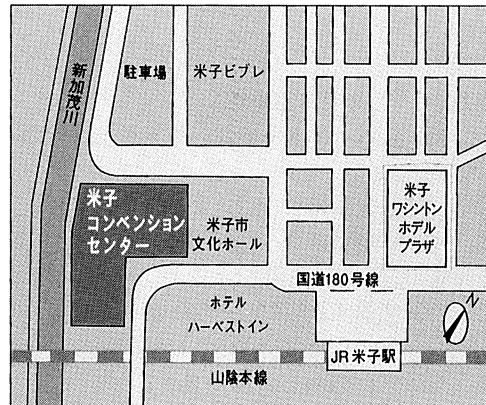 新加茂川
駐車場
米子ビブレ
米子
コンベンション
センター
米子市
文化ホール
米子
ワシントン
ホテル
プラザ
国道180号線
ホテル
ハーベストイン
N
JR米子駅
山陰本線